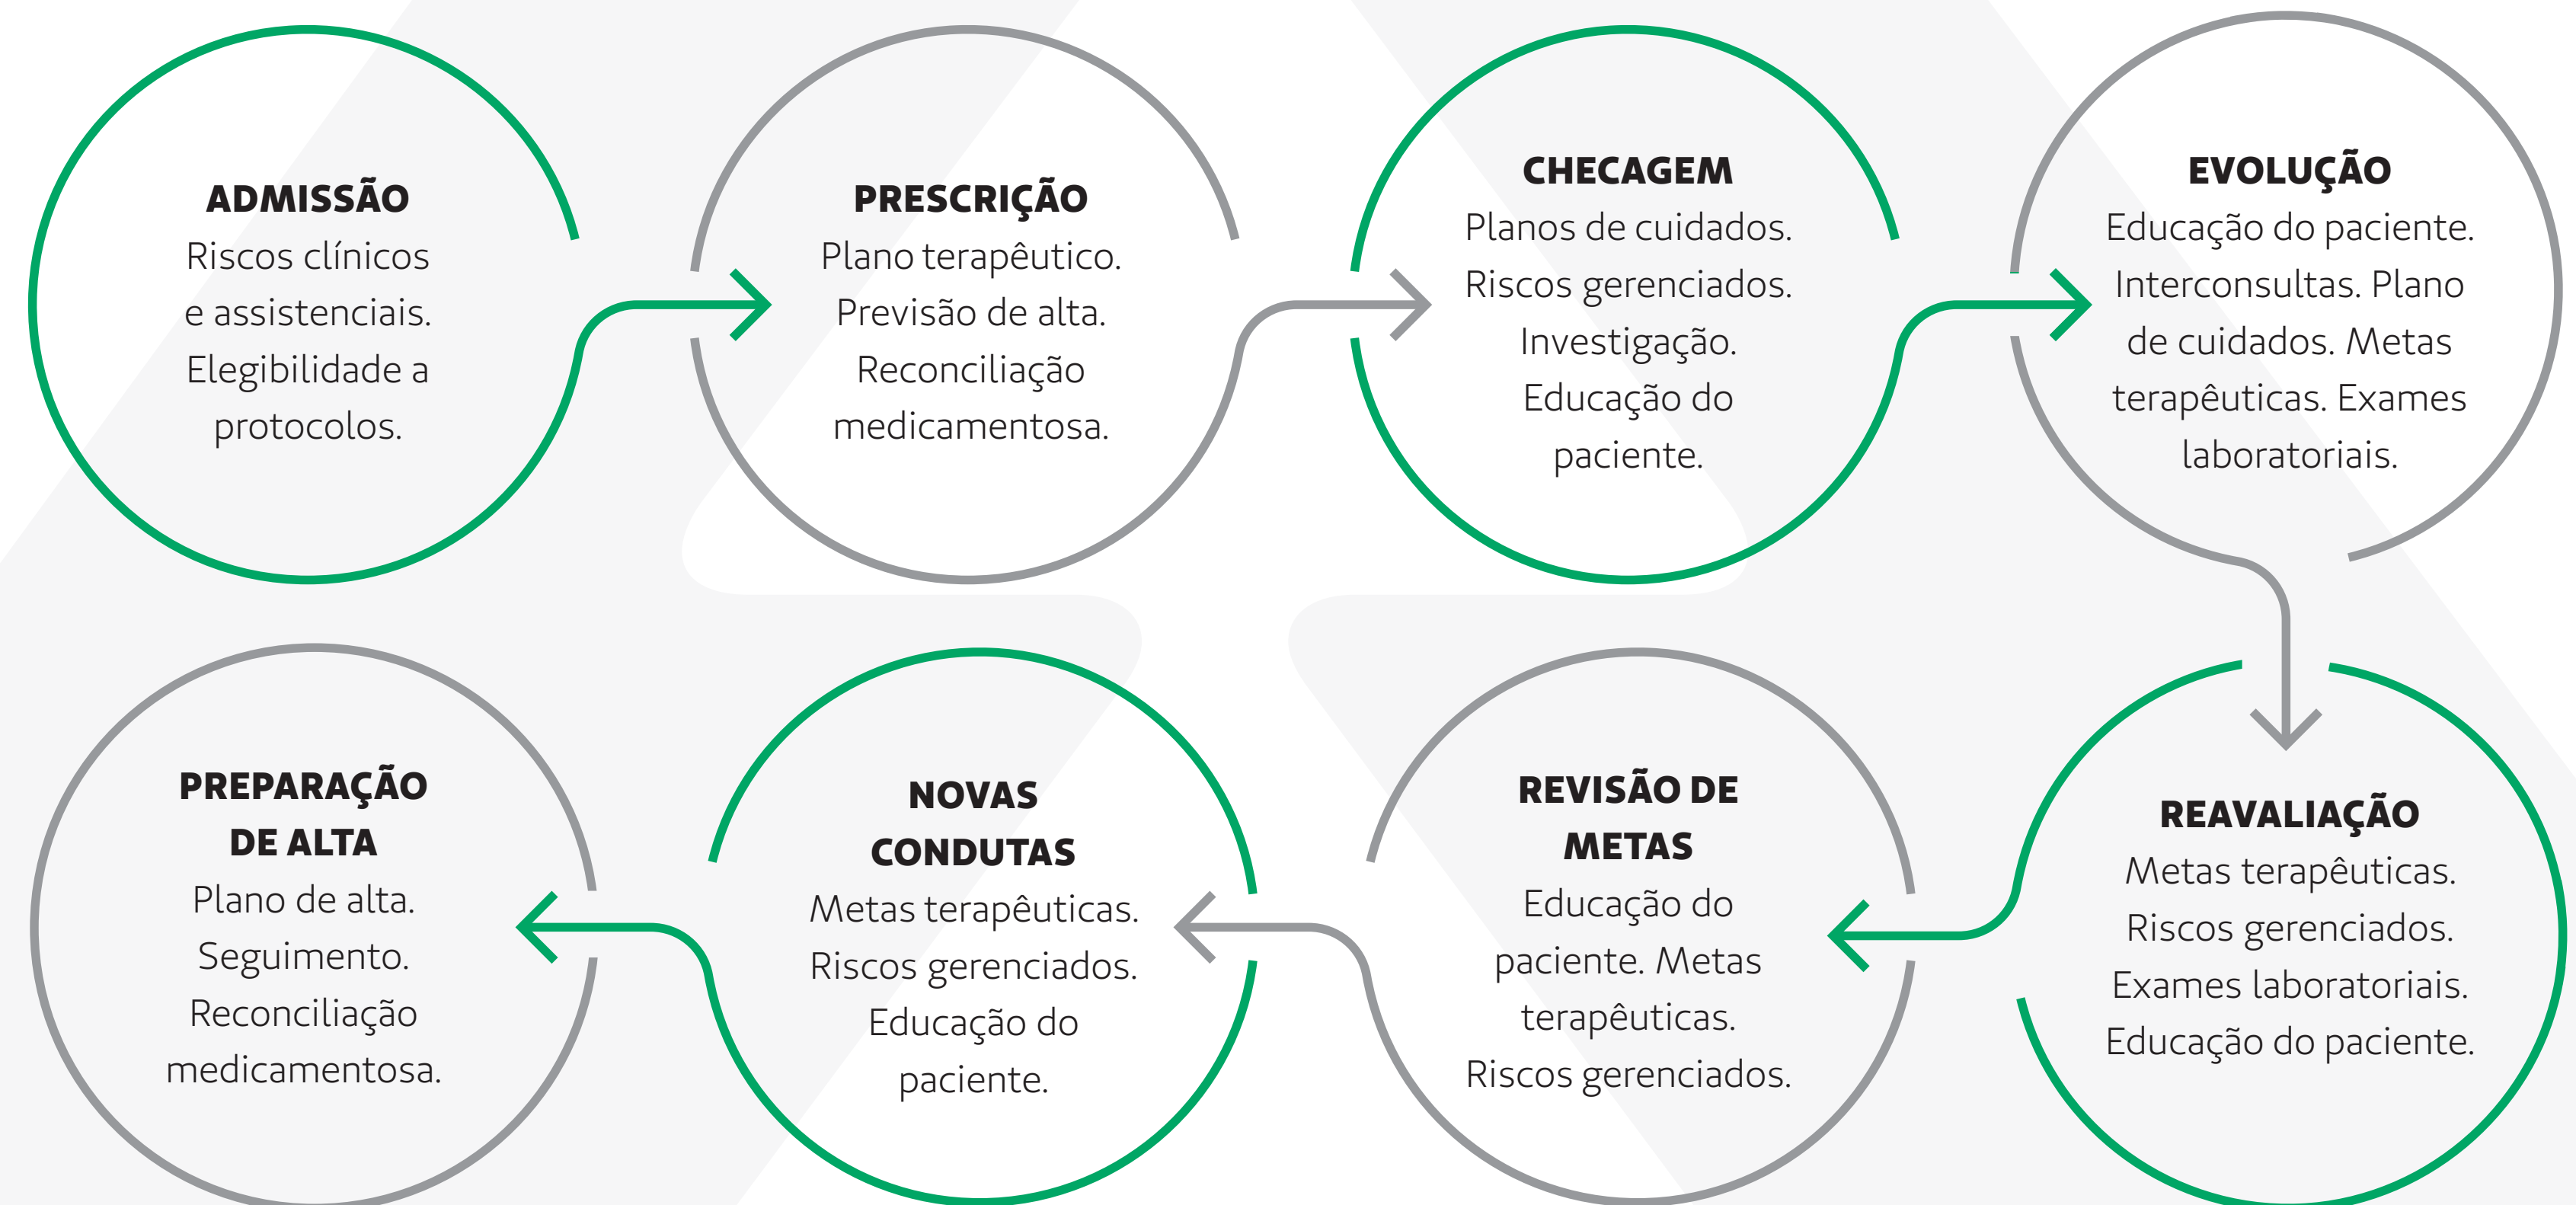 ADMISSÃO
Riscos clínicos
e assistenciais.
Elegibilidade a
protocolos.
PRESCRIÇÃO
Plano terapêutico.
Previsão de alta.
Reconciliação
medicamentosa.
CHECAGEM
Planos de cuidados.
Riscos gerenciados.
Investigação.
Educação do
paciente.
EVOLUÇÃO
Educação do paciente.
Interconsultas. Plano
de cuidados. Metas
terapêuticas. Exames
laboratoriais.
REAVALIAÇÃO
Metas terapêuticas.
Riscos gerenciados.
Exames laboratoriais.
Educação do paciente.
REVISÃO DE
METAS
Educação do
paciente. Metas
terapêuticas.
Riscos gerenciados.
NOVAS
CONDUTAS
Metas terapêuticas.
Riscos gerenciados.
Educação do
paciente.
PREPARAÇÃO
DE ALTA
Plano de alta.
Seguimento.
Reconciliação
medicamentosa.